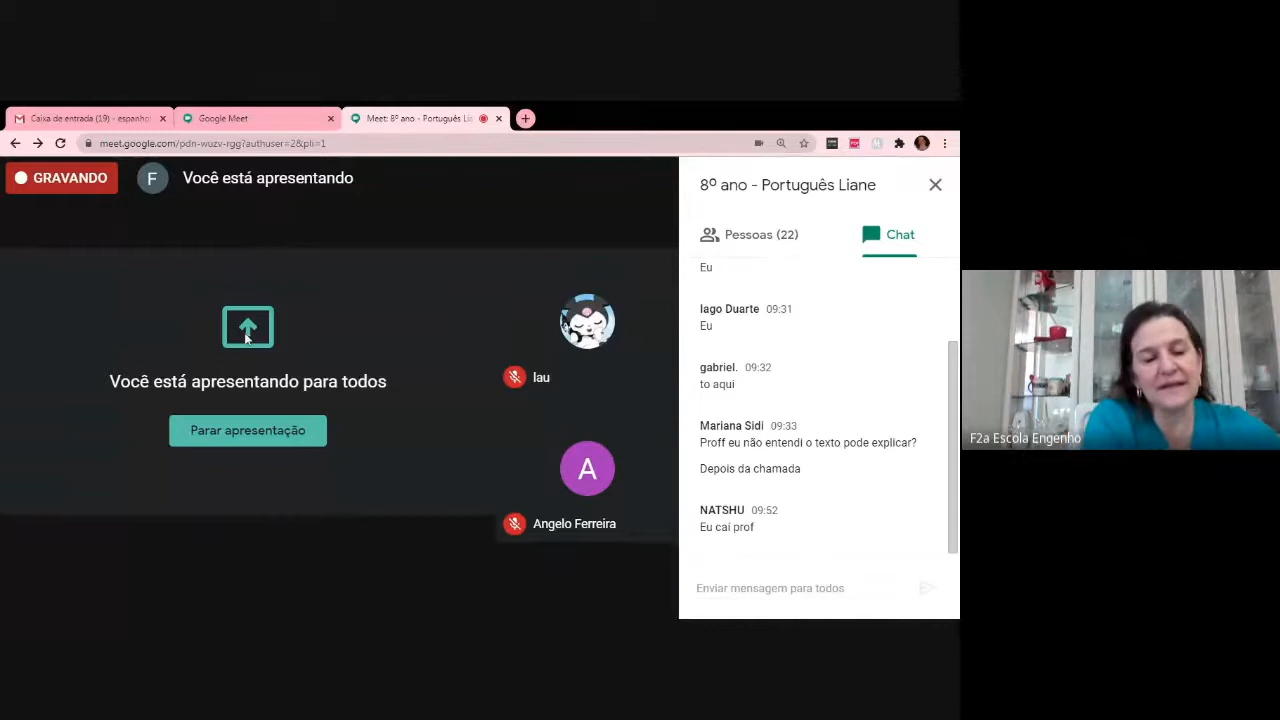 Caixa de entrada (19) - espanho
Google Meet
Meet: 8º ano - Português Lia
meet.google.com/pdn-wuzv-rgg?authuser=2&pli=1
GRAVANDO
F
Você está apresentando
8º ano - Português Liane
Pessoas (22)
Chat
Eu
Iago Duarte 09:31
Eu
gabriel. 09:32
to aqui
Mariana Sidi 09:33
Proff eu não entendi o texto pode explicar?
Depois da chamada
NATSHU 09:52
Eu caí prof
Enviar mensagem para todos
Você está apresentando para todos
Parar apresentação
lau
A
Angelo Ferreira
F2a Escola Engenho